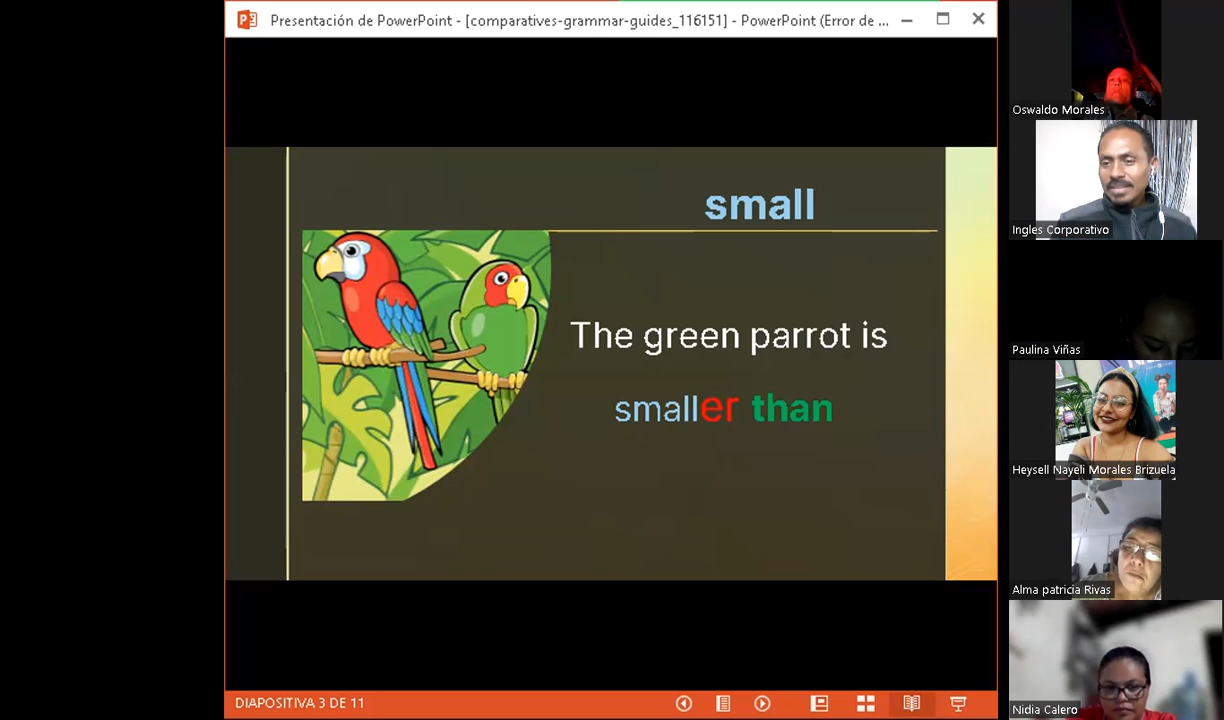 Presentación de PowerPoint - [comparatives-grammar-guides_116151] - PowerPoint (Error de ...
small
The green parrot is
smaller than
DIAPOSITIVA 3 DE 11
Oswaldo Morales
Ingles Corporativo
Paulina Viñas
Heysell Nayeli Morales Brizuela
Alma patricia Rivas
Nidia Calero